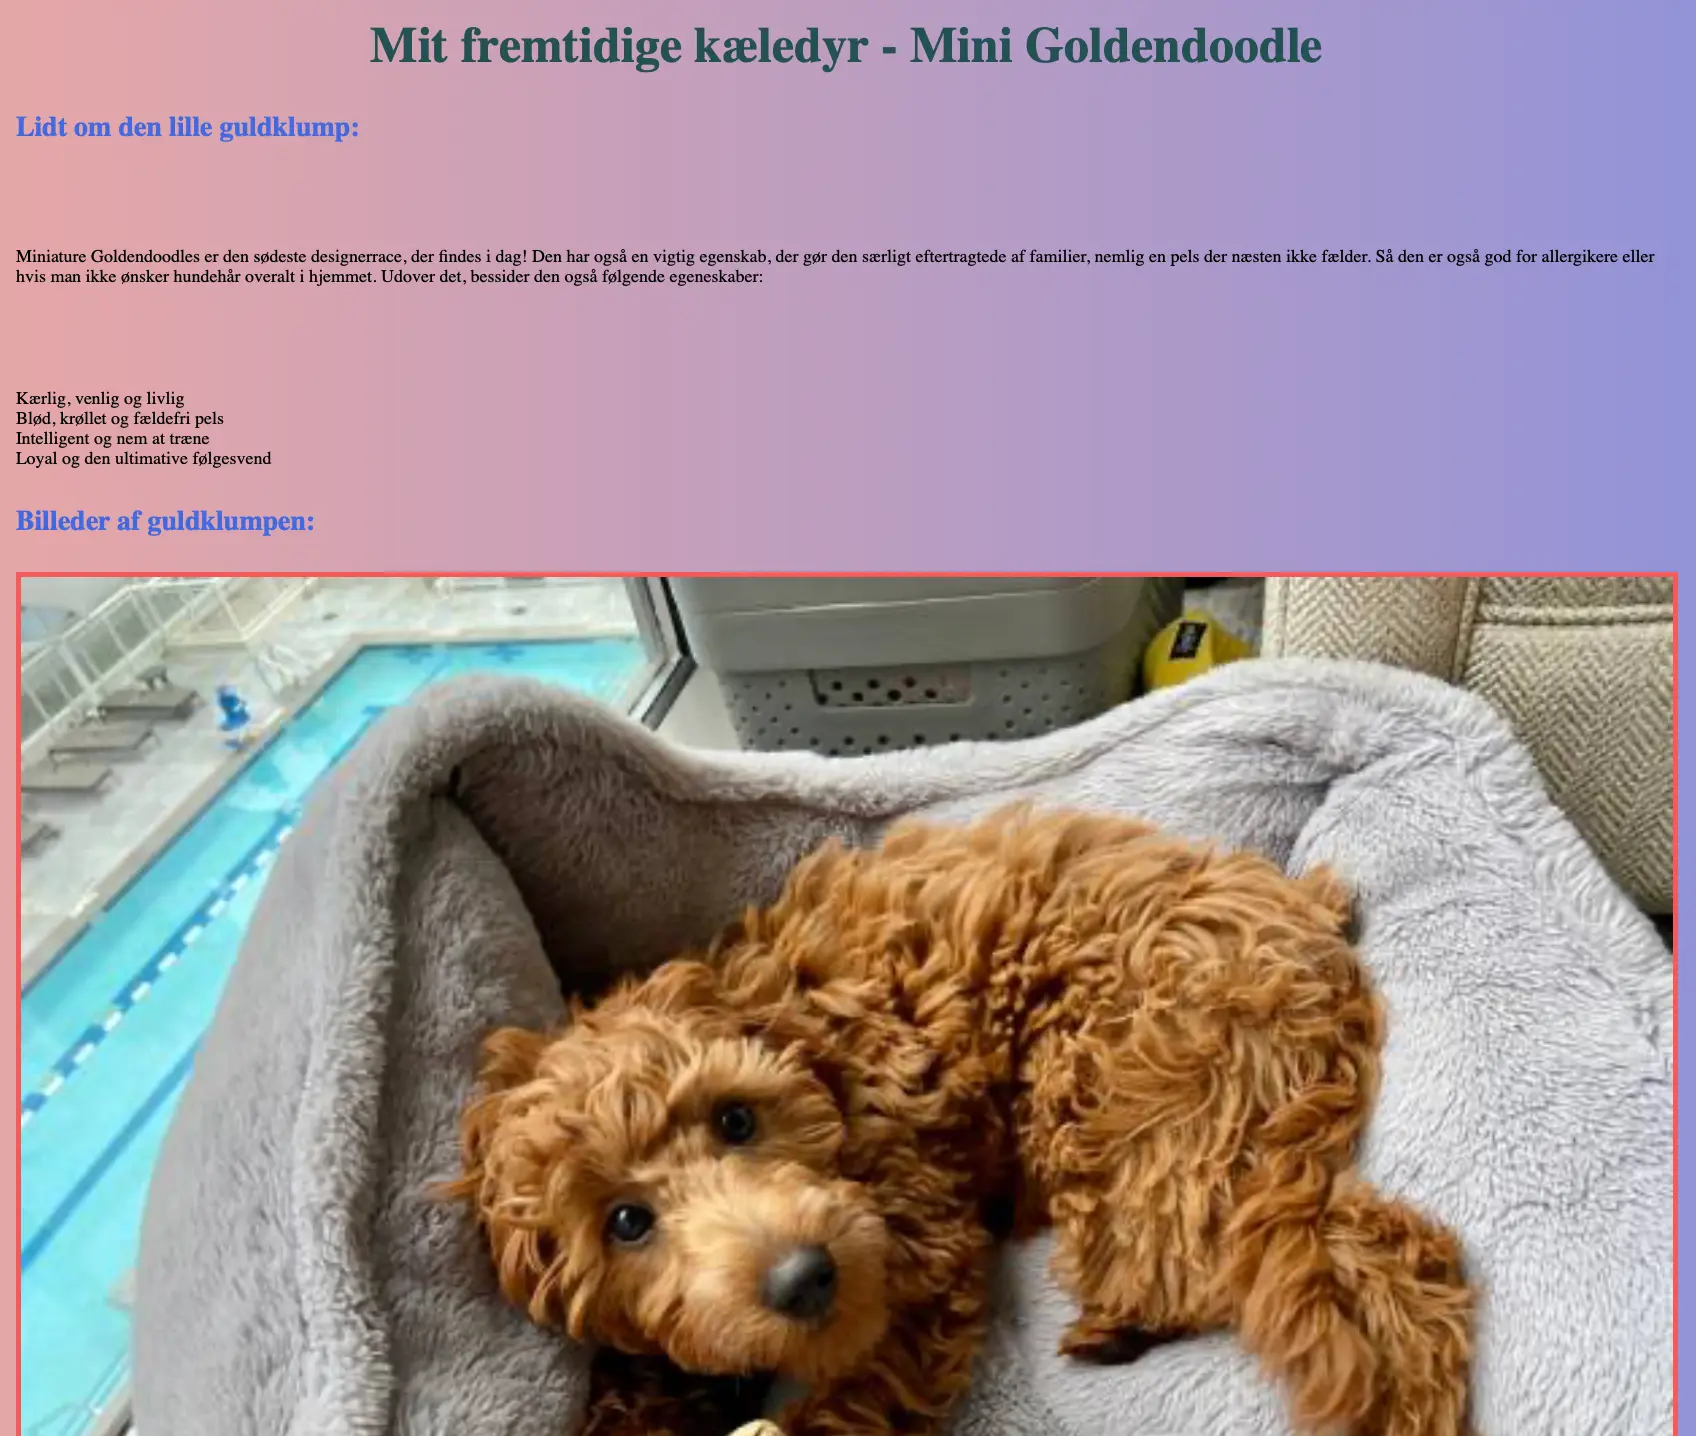 Mit fremtidige kæledyr - Mini Goldendoodle
Lidt om den lille guldklump:
Miniature Goldendoodles er den sødeste designerrace, der findes i dag! Den har også en vigtig egenskab, der gør den særligt eftertragtede af familier, nemlig en pels der næsten ikke fælder. Så den er også god for allergikere eller
hvis man ikke ønsker hundehår overalt i hjemmet. Udover det, bessider den også følgende egeneskaber:
Kærlig, venlig og livlig
Blød, krøllet og fældefri pels
Intelligent og nem at træne
Loyal og den ultimative følgesvend
Billeder af guldklumpen: